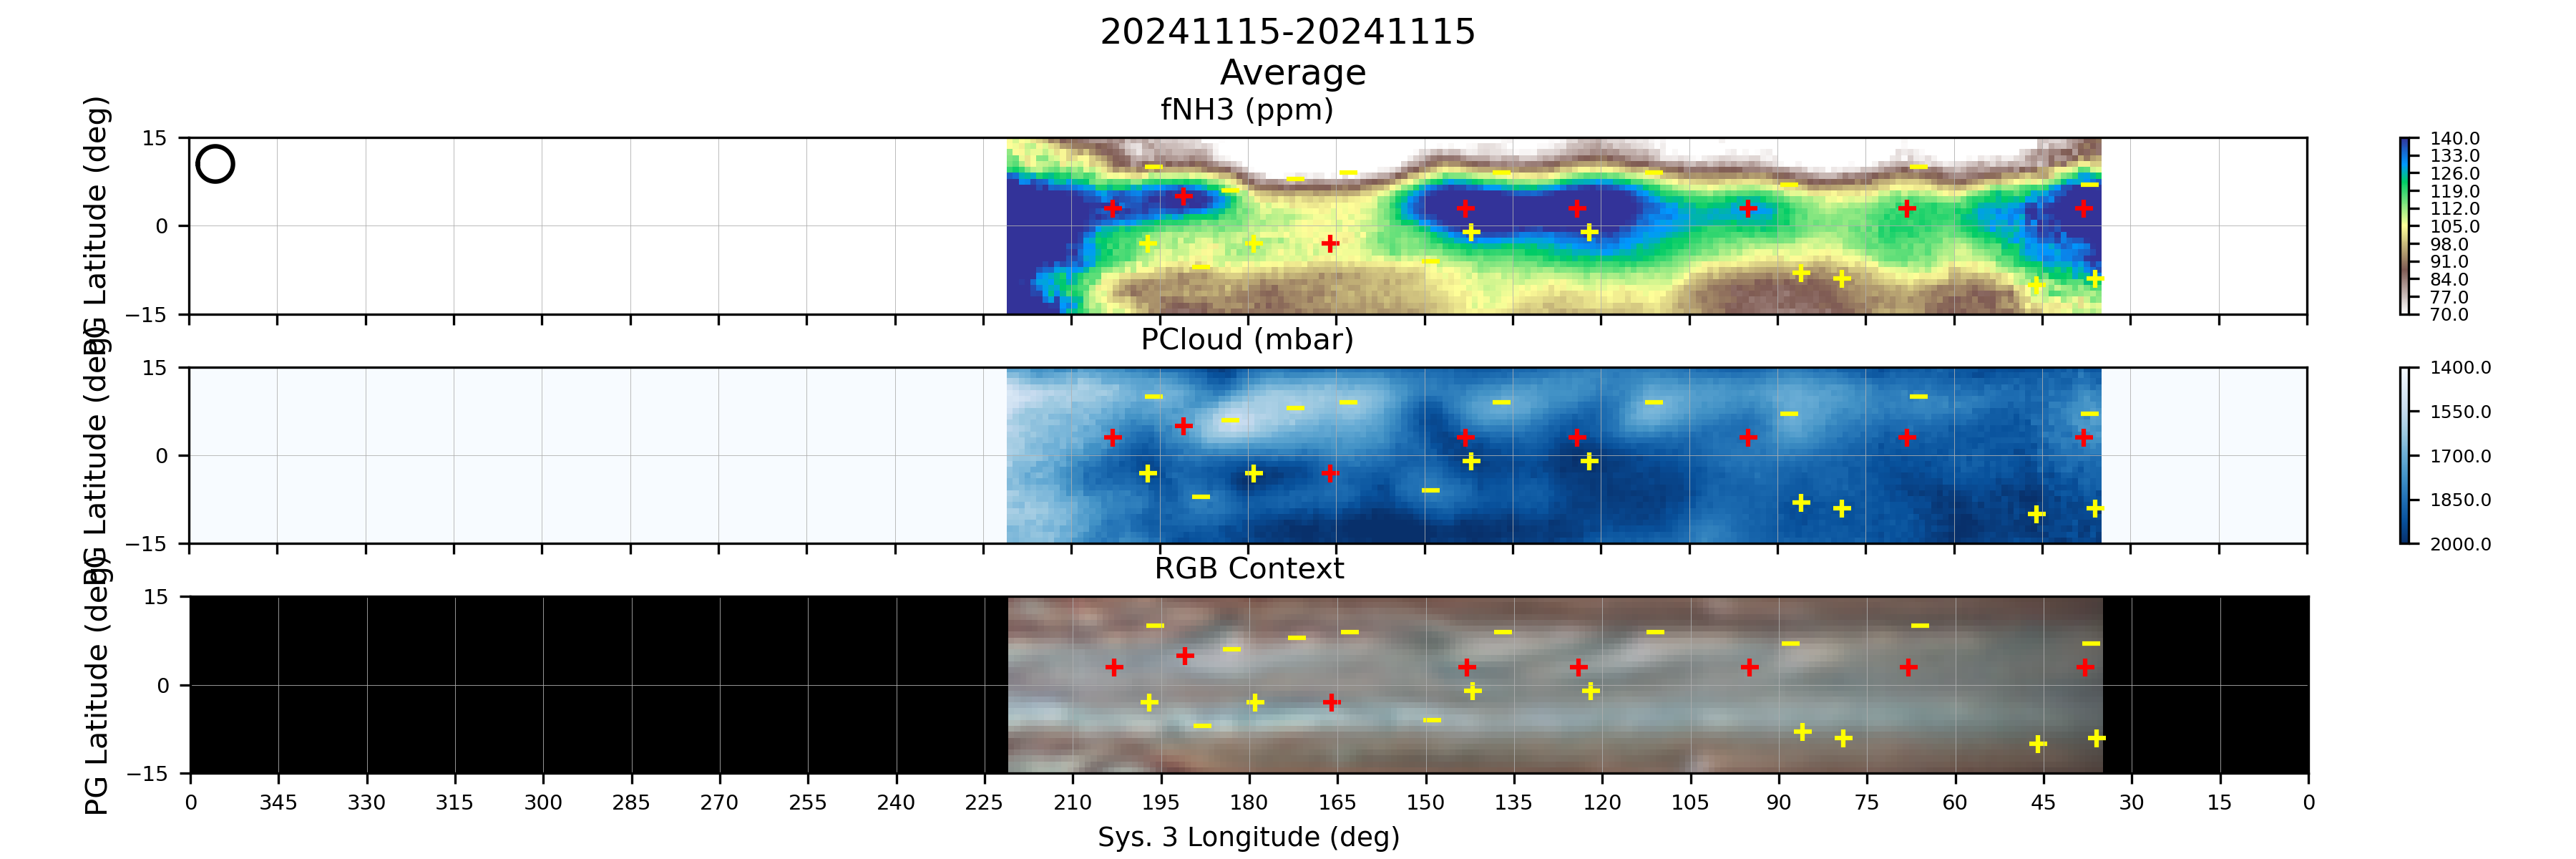 20241115-20241115
Average
fNH3 (ppm)
PG Latitude (deg)
15
0
−15
140.0
133.0
126.0
119.0
112.0
105.0
98.0
91.0
84.0
77.0
70.0
PCloud (mbar)
PG Latitude (deg)
15
0
−15
1400.0
1550.0
1700.0
1850.0
2000.0
RGB Context
PG Latitude (deg)
15
0
−15
0 345 330 315 300 285 270 255 240 225 210 195 180 165 150 135 120 105 90 75 60 45 30 15 0
Sys. 3 Longitude (deg)